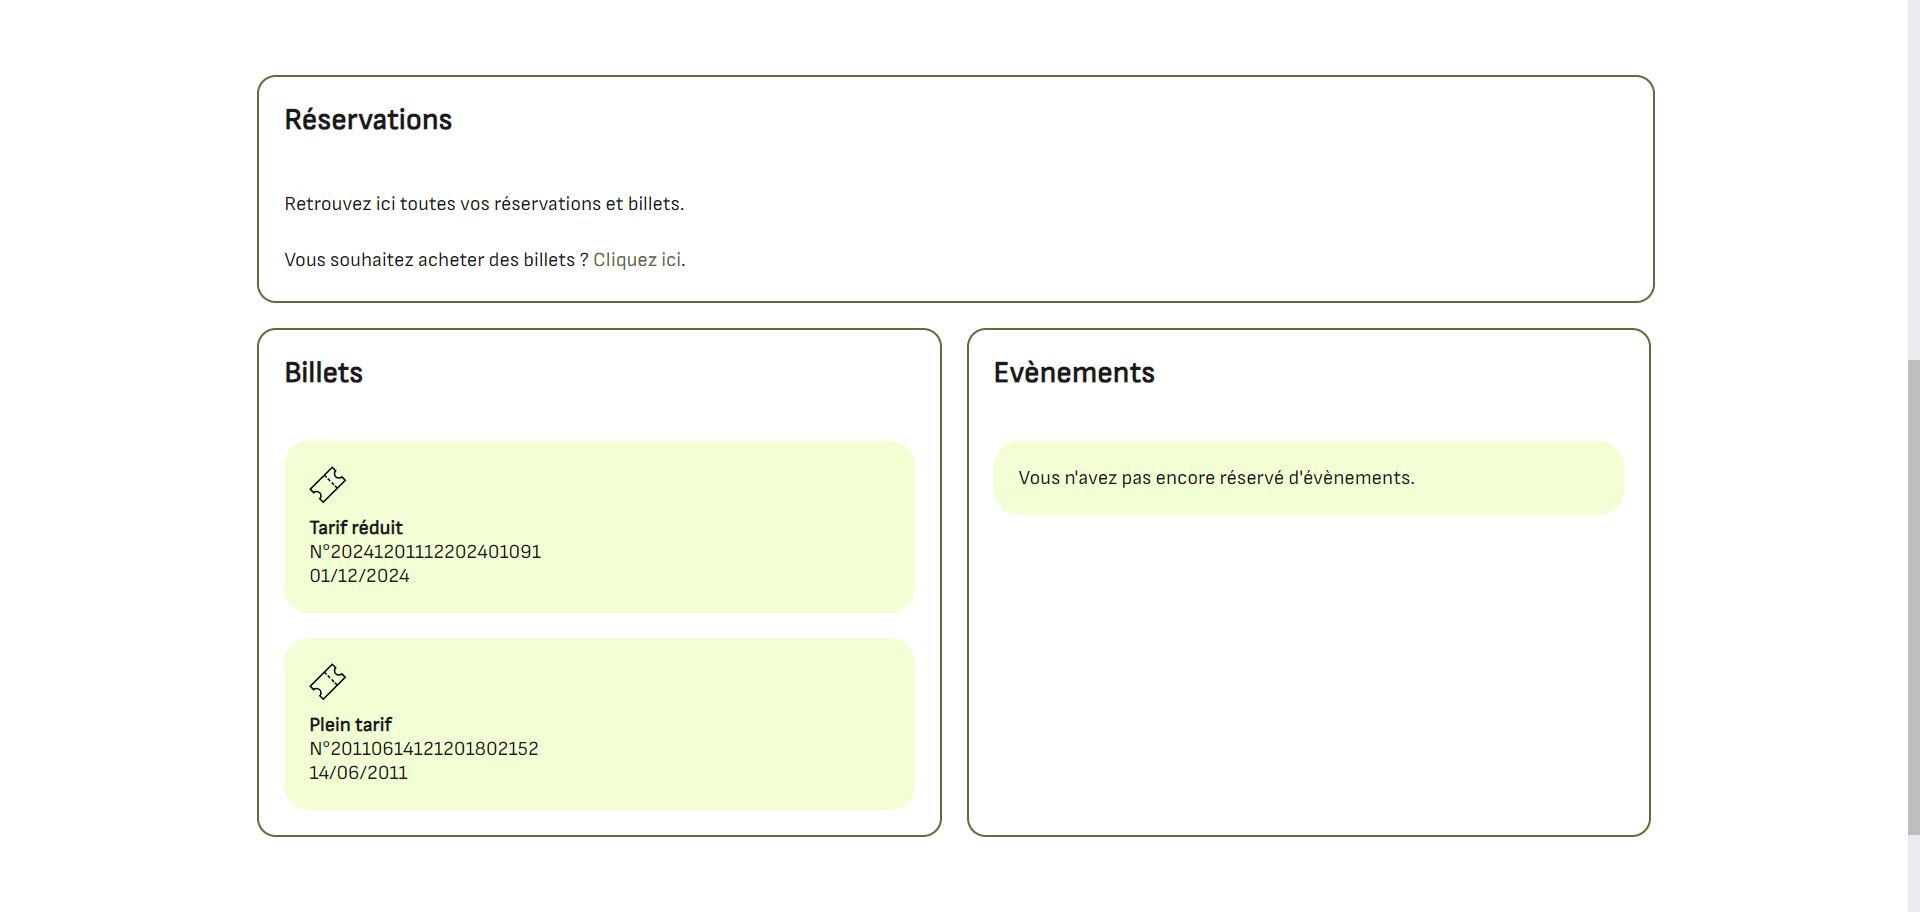 Réservations
Retrouvez ici toutes vos réservations et billets.
Vous souhaitez acheter des billets ? Cliquez ici.
Billets
Tarif réduit
N°20241201112202401091
01/12/2024
Plein tarif
N°20110614121201802152
14/06/2011
Evènements
Vous n'avez pas encore réservé d'évènements.